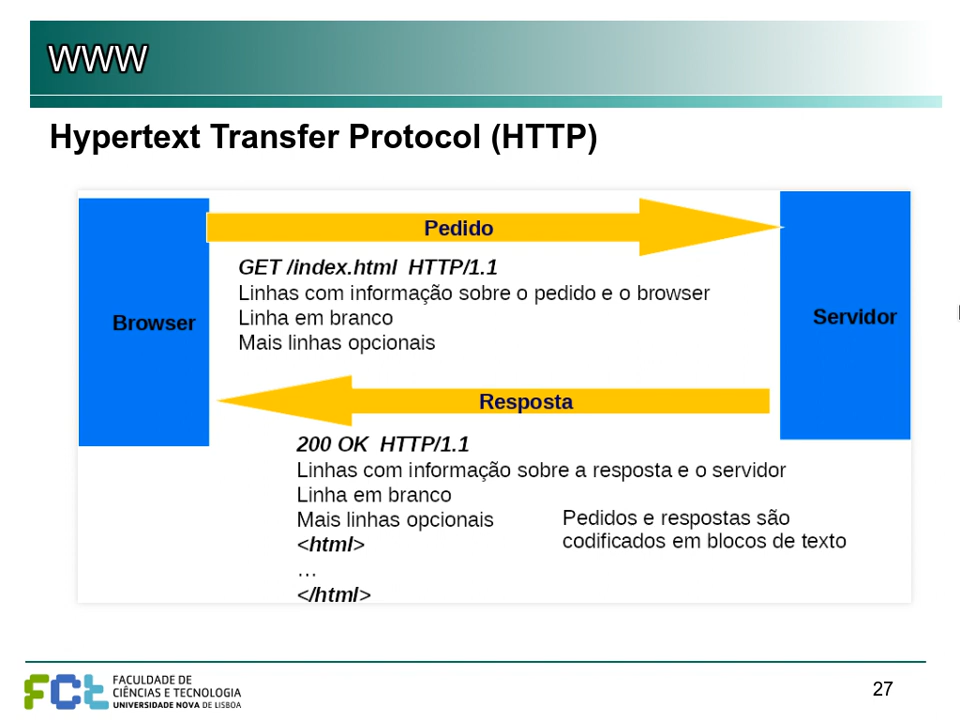 WWW
Hypertext Transfer Protocol (HTTP)
Pedido
GET /index.html HTTP/1.1
Linhas com informação sobre o pedido e o browser
Linha em branco
Mais linhas opcionais
Browser
Servidor
Resposta
200 OK HTTP/1.1
Linhas com informação sobre a resposta e o servidor
Linha em branco
Mais linhas opcionais
<html>
...
</html>
Pedidos e respostas são
codificados em blocos de texto
FCt
FACULDADE DE
CIÊNCIAS E TECNOLOGIA
UNIVERSIDADE NOVA DE LISBOA
27